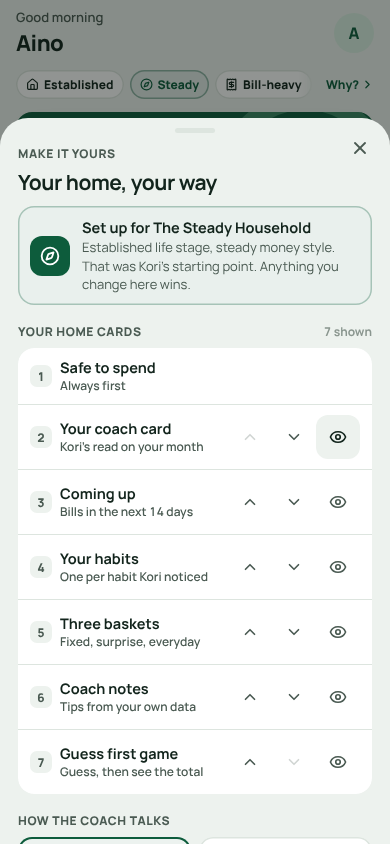 Good morning
Aino
A
Established
Steady
Bill-heavy
Why?
MAKE IT YOURS
Your home, your way
Set up for The Steady Household
Established life stage, steady money style.
That was Kori's starting point. Anything you
change here wins.
YOUR HOME CARDS
7 shown
1
Safe to spend
Always first
2
Your coach card
Kori's read on your month
3
Coming up
Bills in the next 14 days
4
Your habits
One per habit Kori noticed
5
Three baskets
Fixed, surprise, everyday
6
Coach notes
Tips from your own data
7
Guess first game
Guess, then see the total
HOW THE COACH TALKS